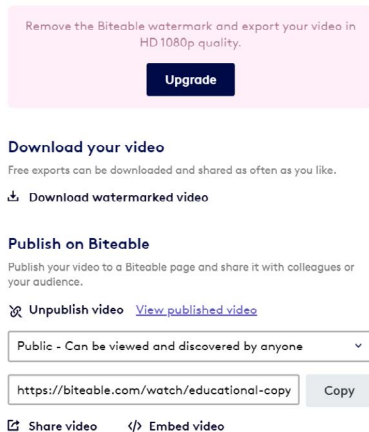 Remove the Biteable watermark and export your video in
HD 1080p quality.
Upgrade
Download your video
Free exports can be downloaded and shared as often as you like.
Download watermarked video
Publish on Biteable
Publish your video to a Biteable page and share it with colleagues or
your audience.
Unpublish video View published video
Public - Can be viewed and discovered by anyone
https://biteable.com/watch/educational-copy Copy
Share video </> Embed video